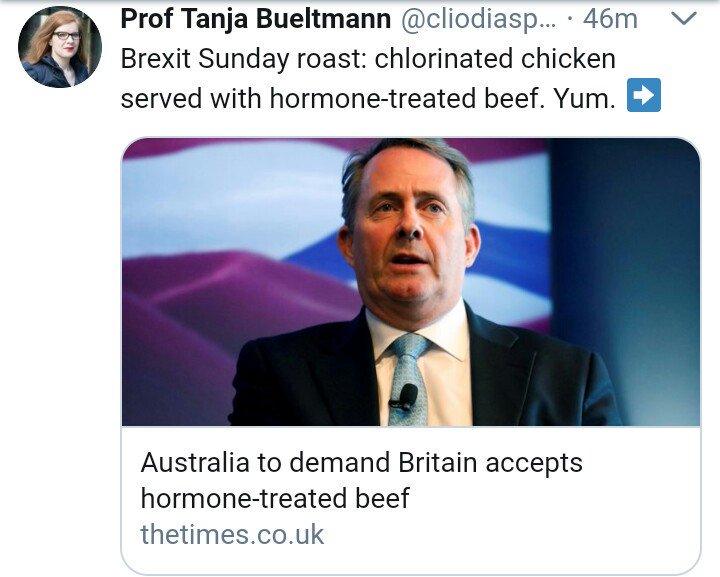 Prof Tanja Bueltmann @cliodiasp... · 46m
Brexit Sunday roast: chlorinated chicken
served with hormone-treated beef. Yum. ➡
Australia to demand Britain accepts
hormone-treated beef
thetimes.co.uk